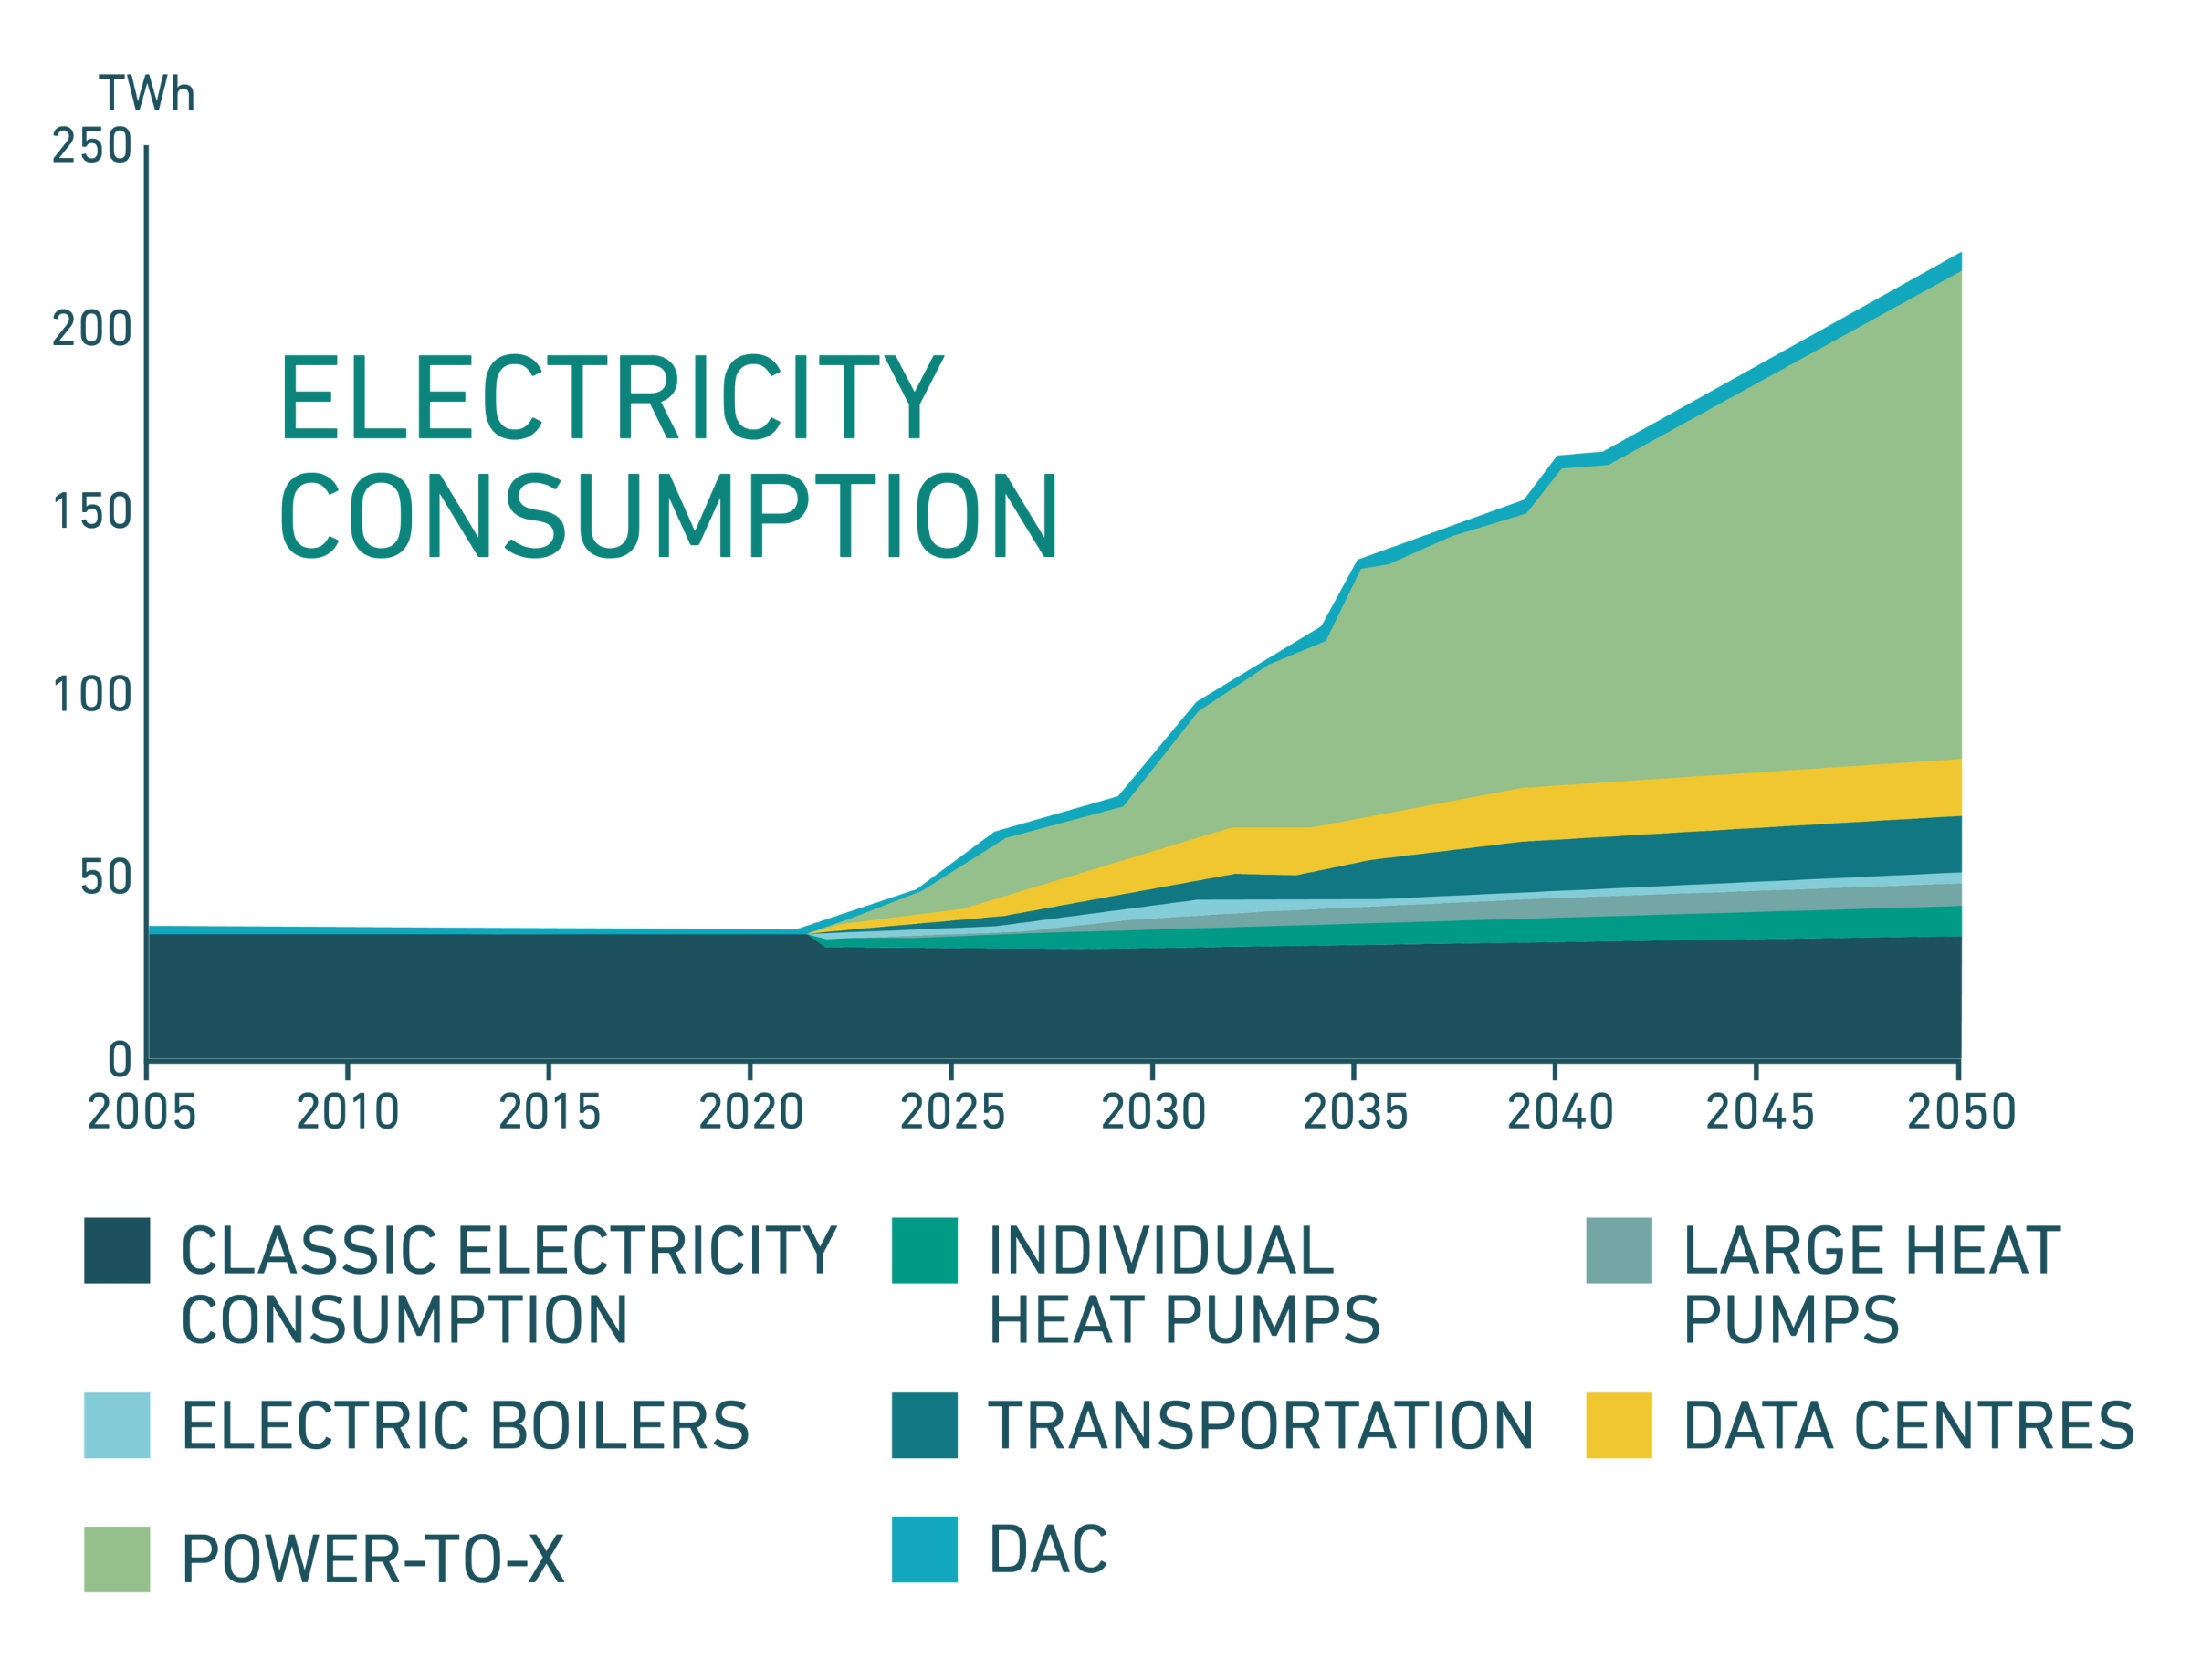 TWh
250
200
150
100
50
0
ELECTRICITY
CONSUMPTION
2005 2010 2015 2020 2025 2030 2035 2040 2045 2050
CLASSIC ELECTRICITY
CONSUMPTION
INDIVIDUAL
HEAT PUMPS
LARGE HEAT
PUMPS
ELECTRIC BOILERS
TRANSPORTATION
DATA CENTRES
POWER-TO-X
DAC